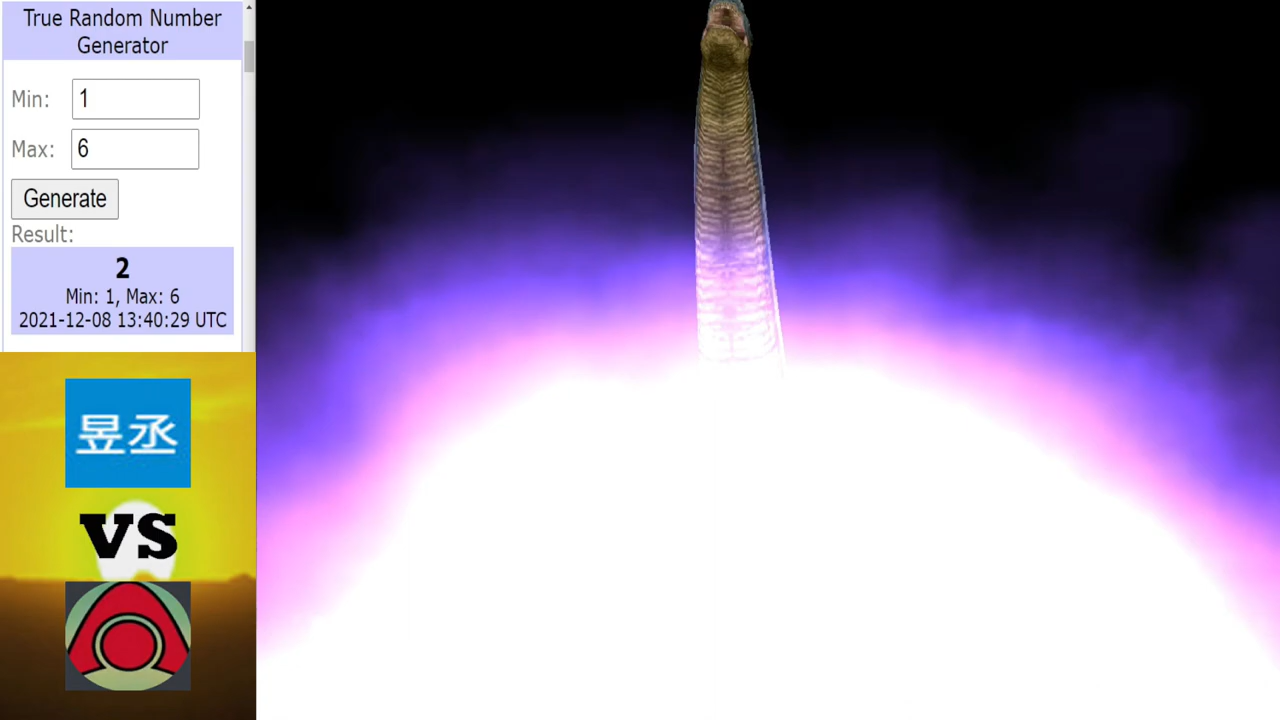 True Random Number
Generator
Min: 1
Max: 6
Generate
Result:
2
Min: 1, Max: 6
2021-12-08 13:40:29 UTC
昱丞
vs